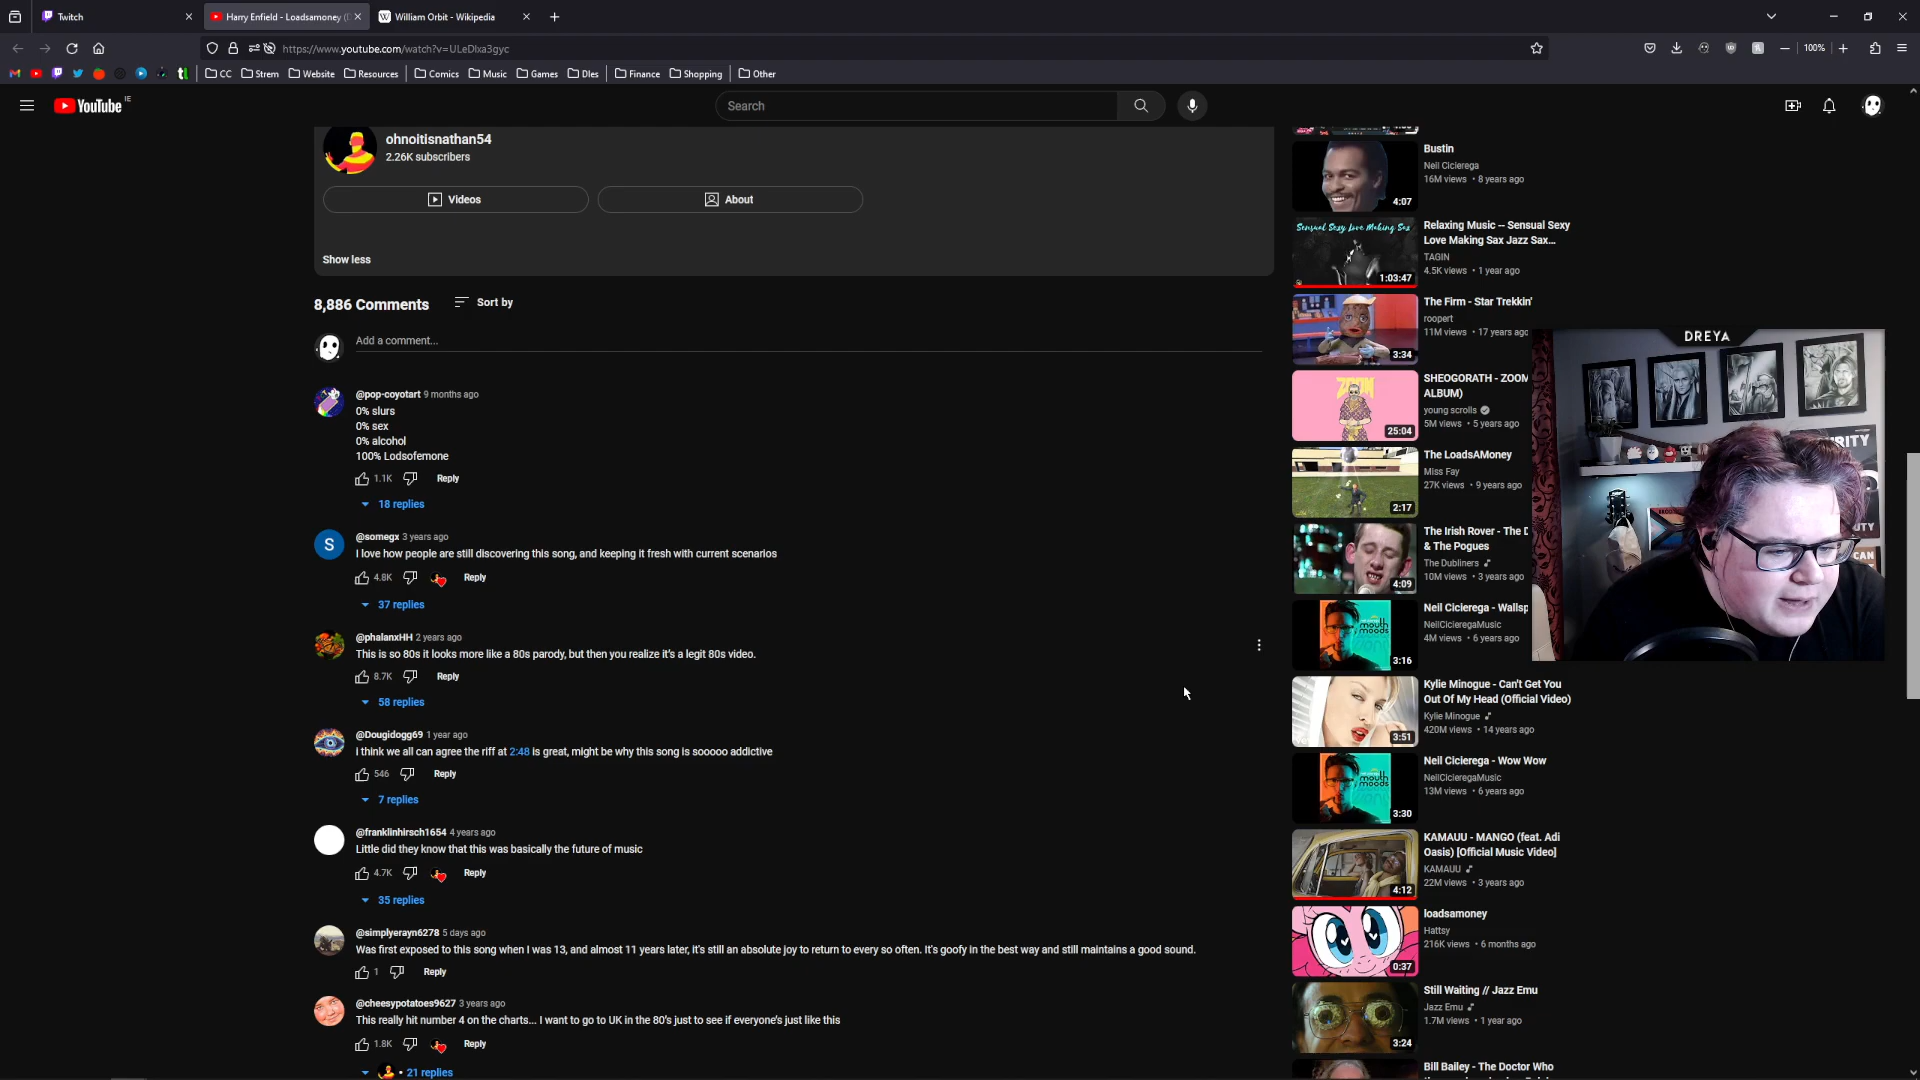 Twitch
Harry Enfield - Loadsamoney (
William Orbit - Wikipedia
https://www.youtube.com/watch?v=ULeDlxa3gyc
100%
CC
Strem
Website
Resources
Comics
Music
Games
Dles
Finance
Shopping
Other
YouTube IE
Search
ohnoitisnathan54
2.26K subscribers
Videos
About
Show less
8,886 Comments
Sort by
Add a comment...
@pop-coyotart 9 months ago
0% slurs
0% sex
0% alcohol
100% Lodsofemone
1.1K
Reply
18 replies
S
@somegx 3 years ago
I love how people are still discovering this song, and keeping it fresh with current scenarios
4.8K
Reply
37 replies
@phalanxHH 2 years ago
This is so 80s it looks more like a 80s parody, but then you realize it's a legit 80s video.
8.7K
Reply
58 replies
@Dougidogg69 1 year ago
I think we all can agree the riff at 2:48 is great, might be why this song is sooooo addictive
546
Reply
7 replies
@franklinhirsch1654 4 years ago
Little did they know that this was basically the future of music
4.7K
Reply
35 replies
@simplyerayn6278 5 days ago
Was first exposed to this song when I was 13, and almost 11 years later, it's still an absolute joy to return to every so often. It's goofy in the best way and still maintains a good sound.
1
Reply
@cheesypotatoes9627 3 years ago
This really hit number 4 on the charts... I want to go to UK in the 80's just to see if everyone's just like this
1.8K
Reply
21 replies
Bustin
Neil Cicierega
16M views • 8 years ago
4:07
Sensual Sexy Love Making Sax
1:03:47
Relaxing Music -- Sensual Sexy
Love Making Sax Jazz Sax...
TAGIN
4.5K views • 1 year ago
The Firm - Star Trekkin'
roopert
11M views • 17 years ago
3:34
ZOOM
25:04
SHEOGORATH - ZOOM
ALBUM)
young scrolls
5M views • 5 years ago
The LoadsAMoney
Miss Fay
27K views • 9 years ago
2:17
The Irish Rover - The D
& The Pogues
The Dubliners
10M views • 3 years ago
4:09
mouth
moods
3:16
Neil Cicierega - Wallsp
NeilCicieregaMusic
4M views • 6 years ago
Kylie Minogue - Can't Get You
Out Of My Head (Official Video)
Kylie Minogue
420M views • 14 years ago
3:51
mouth
moods
3:30
Neil Cicierega - Wow Wow
NeilCicieregaMusic
13M views • 6 years ago
KAMAUU - MANGO (feat. Adi
Oasis) [Official Music Video]
KAMAUU
22M views • 3 years ago
4:12
loadsamoney
Hattsy
216K views • 6 months ago
0:37
Still Waiting // Jazz Emu
Jazz Emu
1.7M views • 1 year ago
3:24
Bill Bailey - The Doctor Who
DREYA